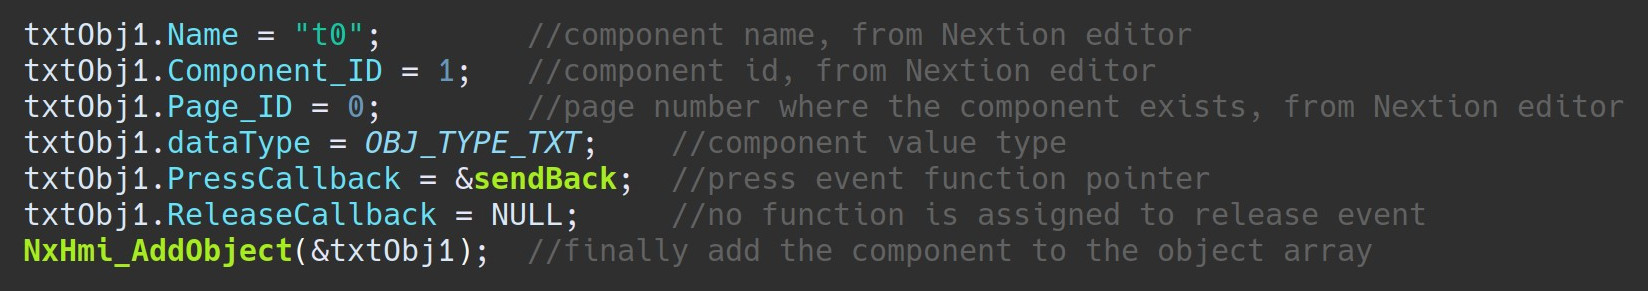 txtObj1.Name = "t0";        //component name, from Nextion editor
txtObj1.Component_ID = 1;   //component id, from Nextion editor
txtObj1.Page_ID = 0;        //page number where the component exists, from Nextion editor
txtObj1.dataType = OBJ_TYPE_TXT;    //component value type
txtObj1.PressCallback = &sendBack;  //press event function pointer
txtObj1.ReleaseCallback = NULL;     //no function is assigned to release event
NxHmi_AddObject(&txtObj1);  //finally add the component to the object array